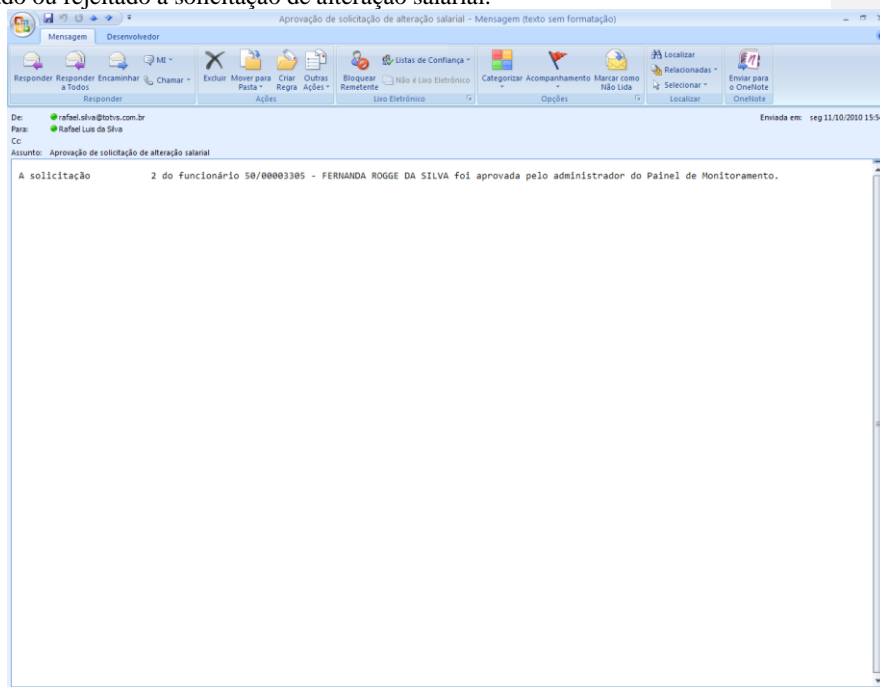 do ou rejeitado a solicitação de alteração salarial.
Aprovação de solicitação de alteração salarial - Mensagem (texto sem formatação)
Mensagem Desenvolvedor
Responder Responder a Todos Encaminhar MI Chamar
Excluir Mover para Pasta Criar Regra Outras Ações
Bloquear Remetente Listas de Confiança Não é Lixo Eletrônico
Categorizar Acompanhamento Marcar como Não Lida
Localizar Relacionadas Selecionar
Enviar para o OneNote
Responder Ações Lixo Eletrônico Opções Localizar OneNote
De: rafael.silva@totvs.com.br Enviada em: seg 11/10/2010 15:5
Para: Rafael Luis da Silva
Cc:
Assunto: Aprovação de solicitação de alteração salarial
A solicitação 2 do funcionário 50/00003305 - FERNANDA ROGGE DA SILVA foi aprovada pelo administrador do Painel de Monitoramento.